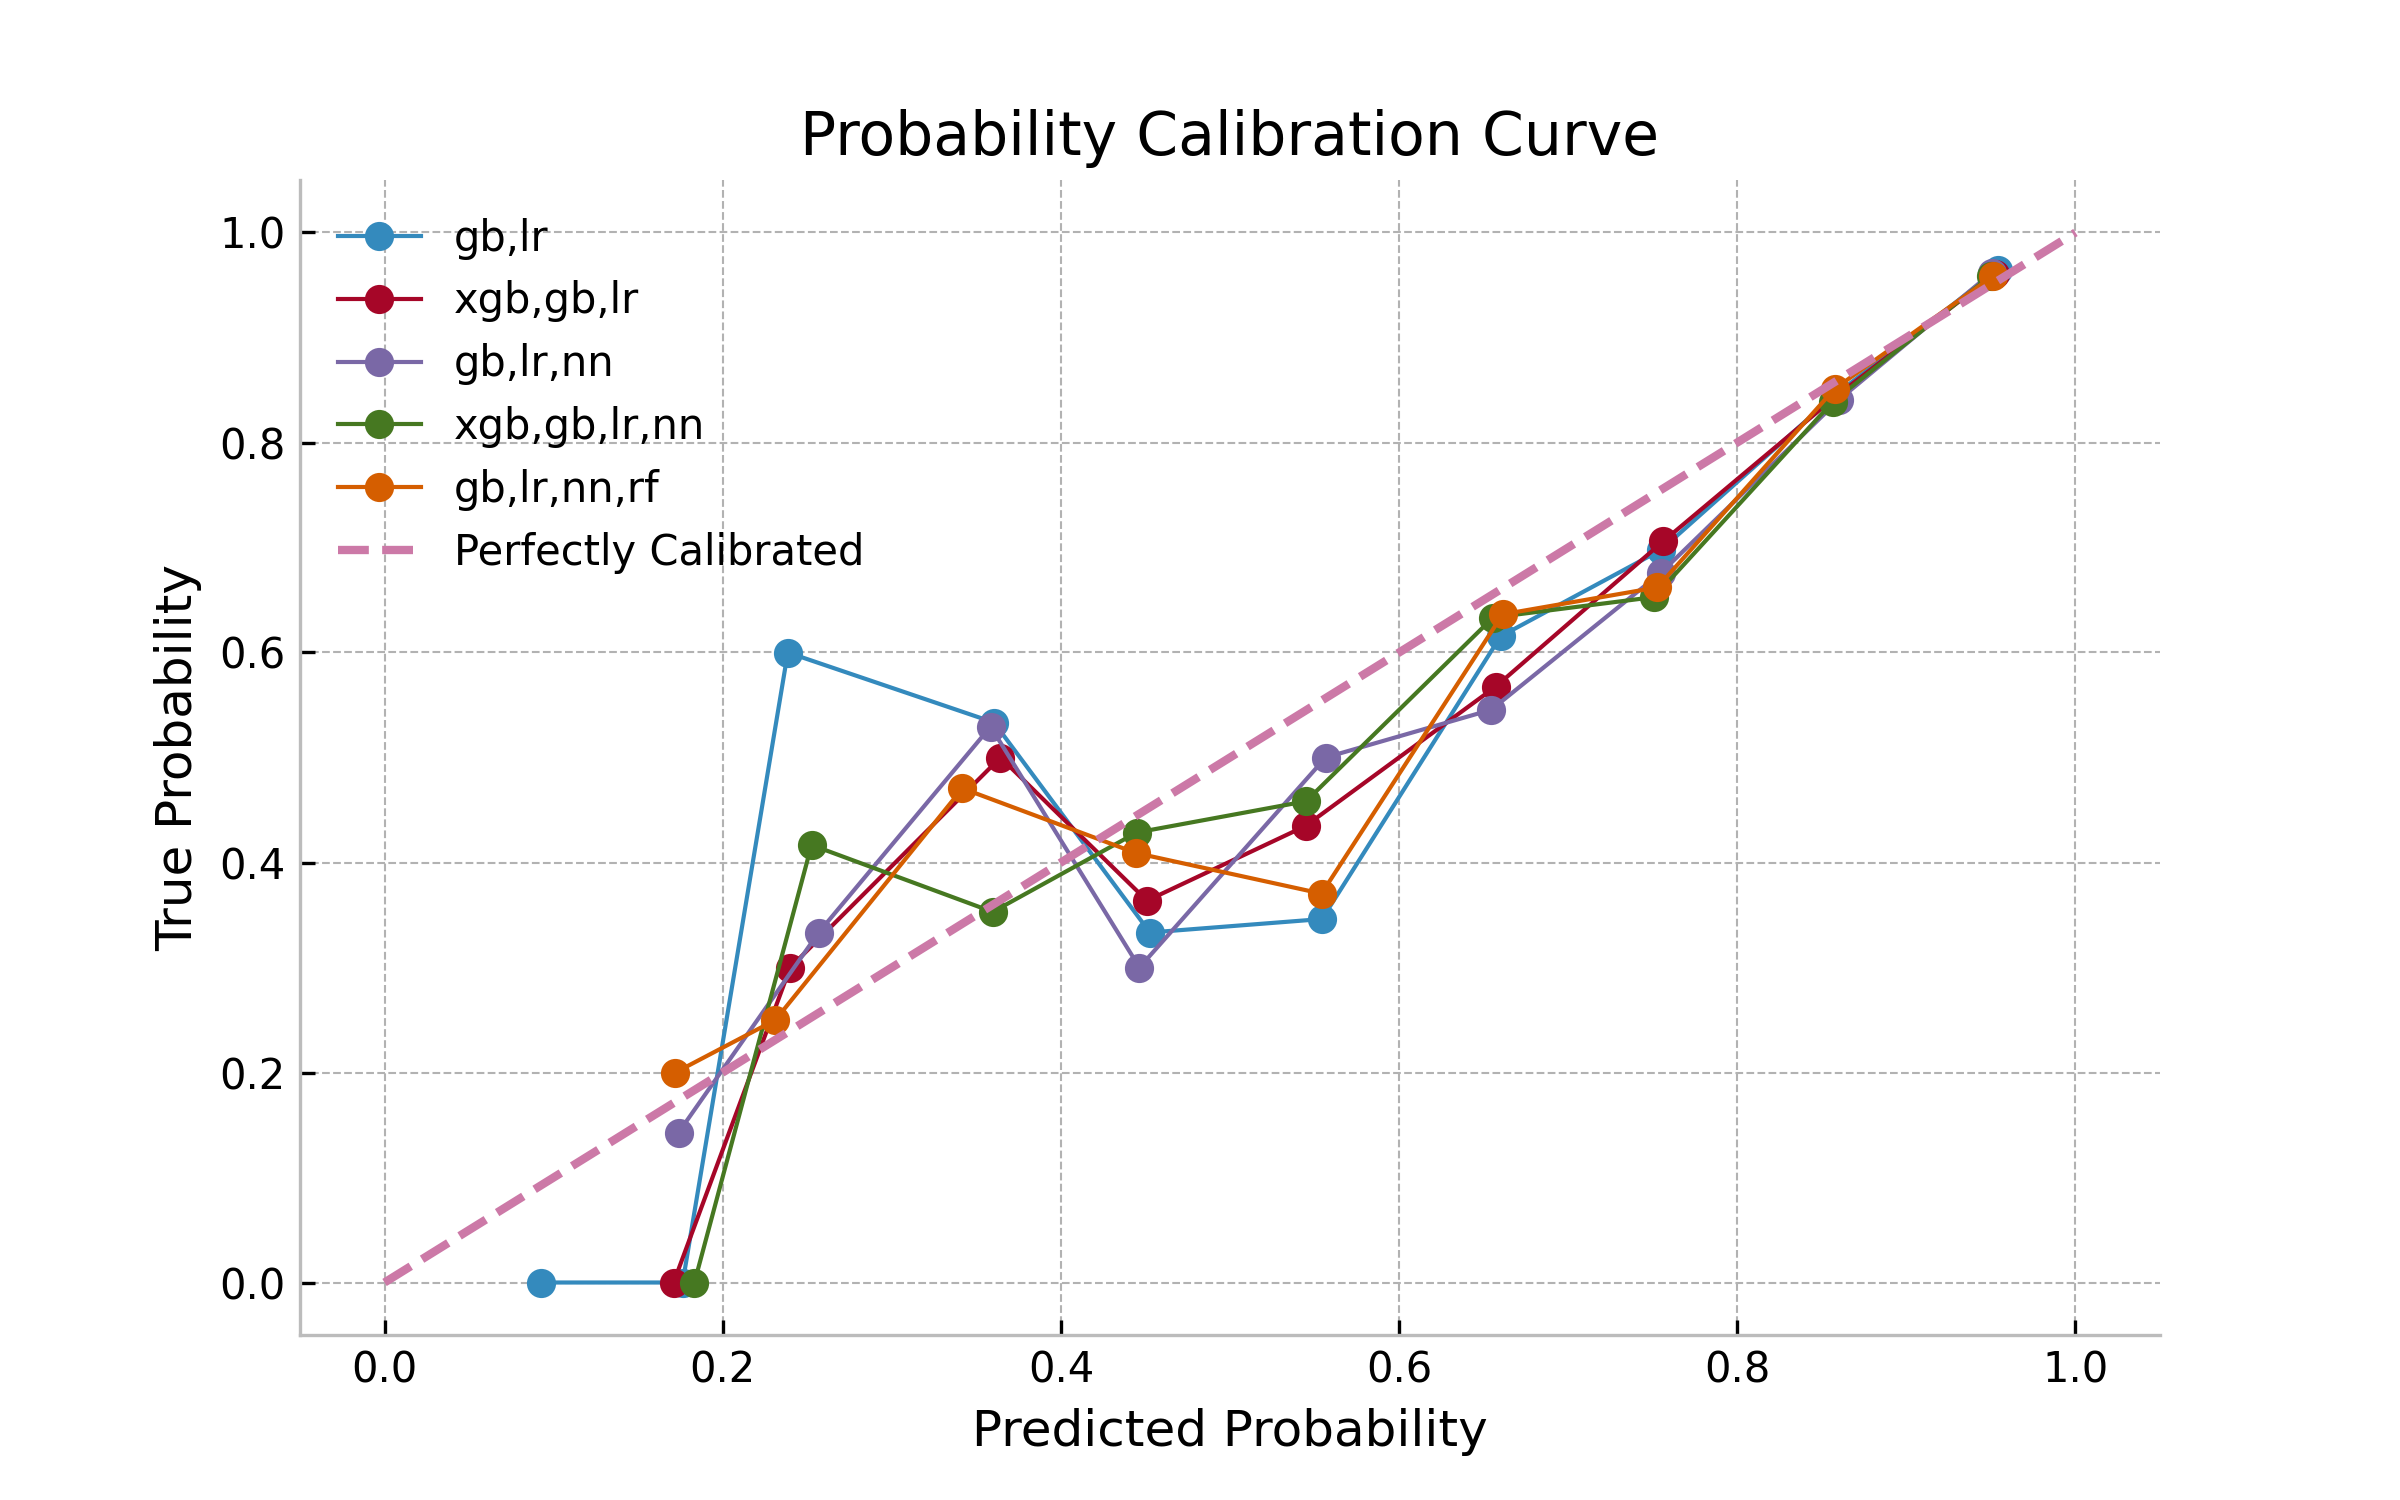 Probability Calibration Curve
1.0
0.8
0.6
0.4
0.2
0.0
True Probability
gb,lr
xgb,gb,lr
gb,lr,nn
xgb,gb,lr,nn
gb,lr,nn,rf
Perfectly Calibrated
0.0 0.2 0.4 0.6 0.8 1.0
Predicted Probability